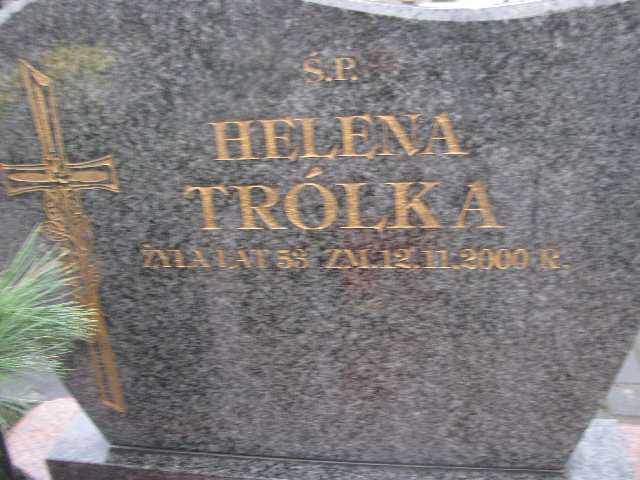 Ś.P.
HELENA
TRÓLKA
ŻYŁA LAT 53 ZM. 12.11.2000 R.